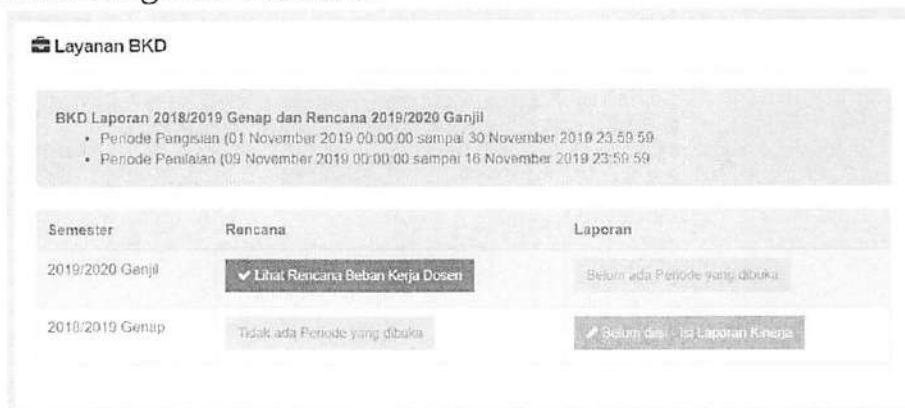 Layanan BKD
BKD Laporan 2018/2019 Genap dan Rencana 2019/2020 Ganjil
• Periode Pengisian (01 November 2019 00:00:00 sampai 30 November 2019 23:59:59
• Periode Penilaian (09 November 2019 00:00:00 sampai 16 November 2019 23:59:59
Semester Rencana Laporan
2019/2020 Ganjil Lihat Rencana Beban Kerja Dosen Belum ada Periode yang dibuka
2018/2019 Genap Tidak ada Periode yang dibuka Belum diisi - Isi Laporan Kinerja